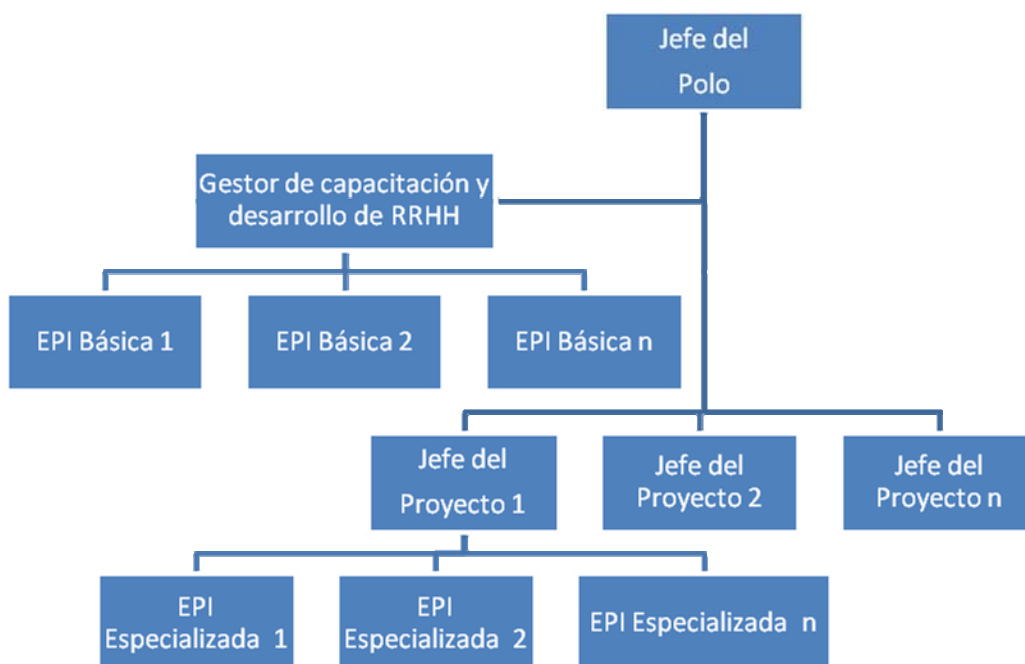 Jefe del
Polo
Gestor de capacitación y
desarrollo de RRHH
EPI Básica 1
EPI Básica 2
EPI Básica n
Jefe del
Proyecto 1
Jefe del
Proyecto 2
Jefe del
Proyecto n
EPI
Especializada 1
EPI
Especializada 2
EPI Especializada n